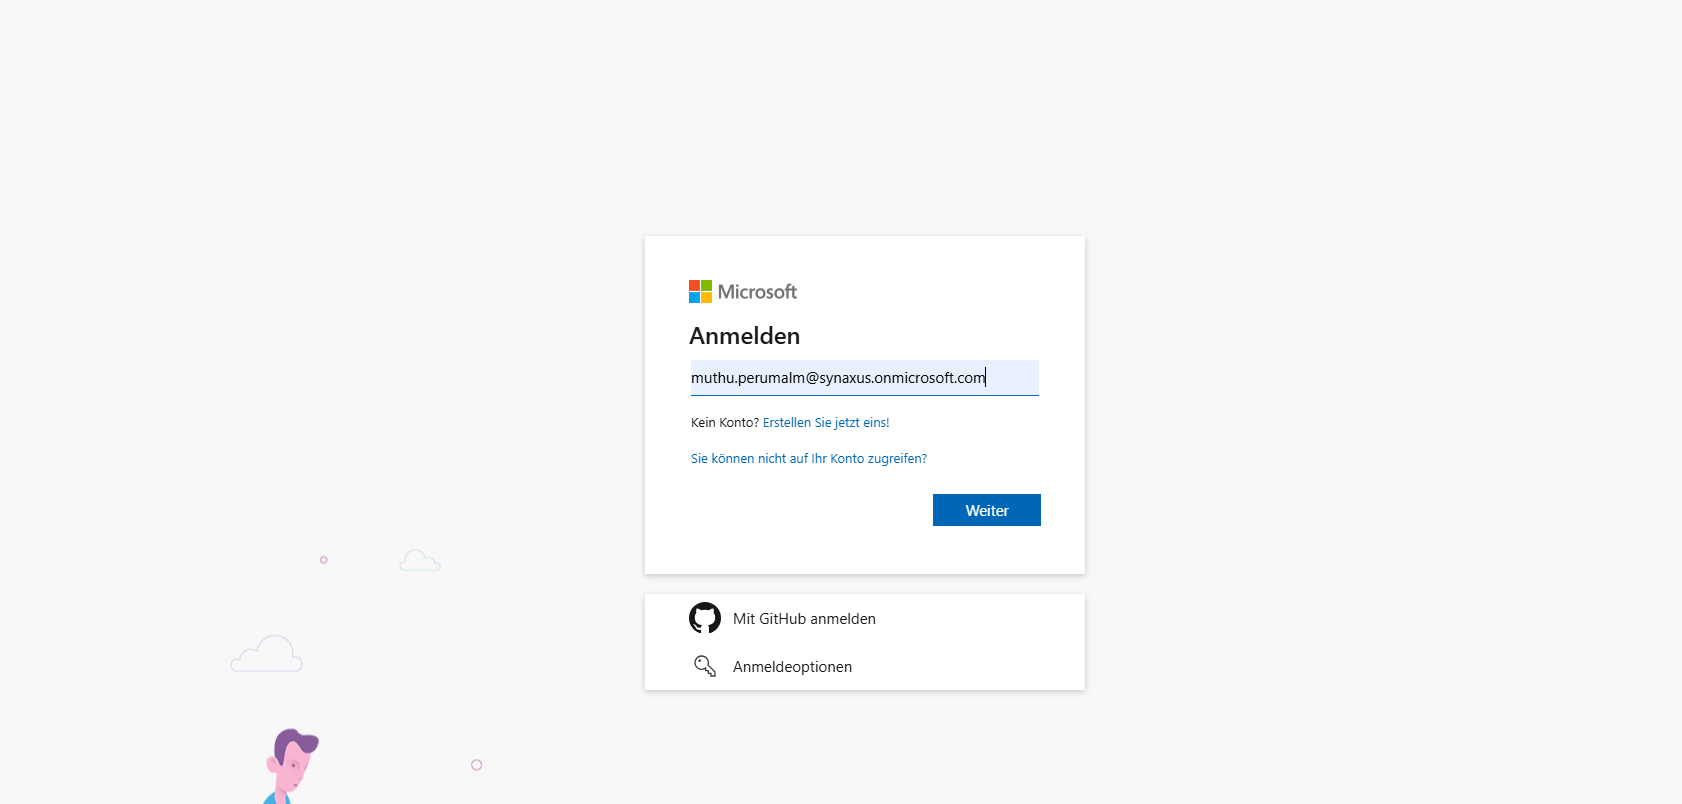 Microsoft
Anmelden
muthu.perumalm@synaxus.onmicrosoft.com
Kein Konto? Erstellen Sie jetzt eins!
Sie können nicht auf Ihr Konto zugreifen?
Weiter
Mit GitHub anmelden
Anmeldeoptionen